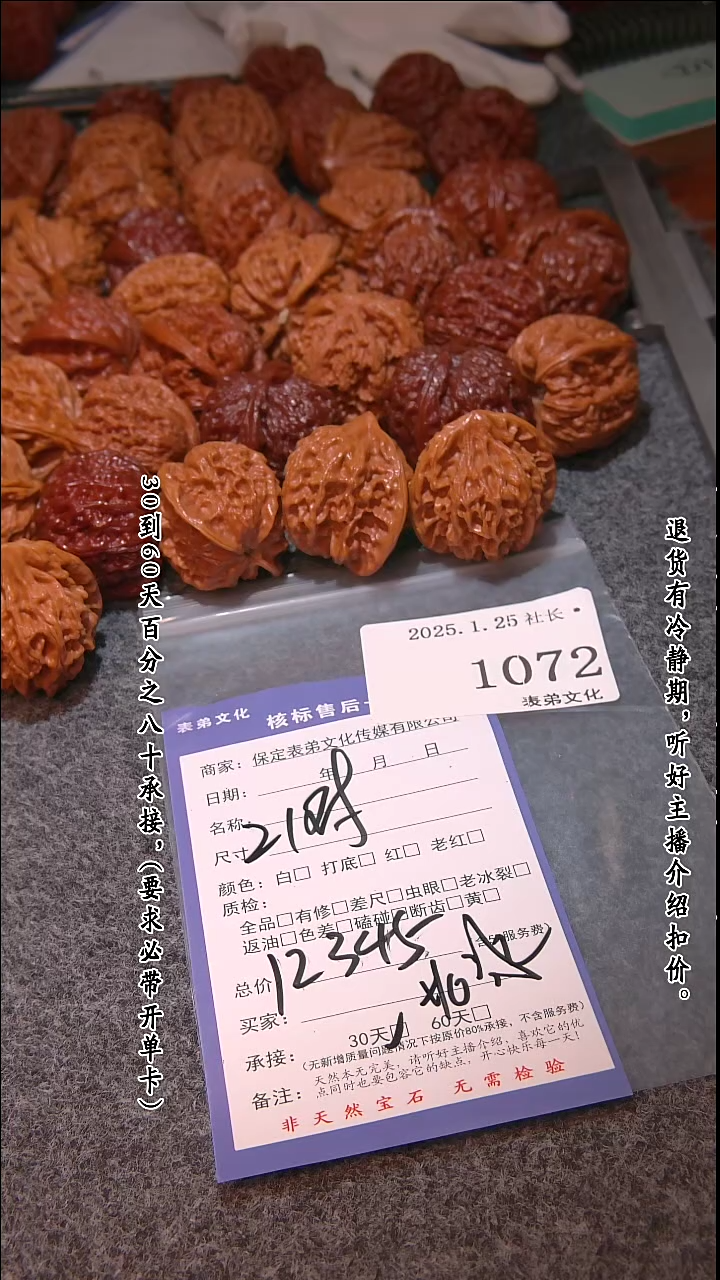 30到60天百分之八十承接，（要求必带开单卡）
退货有冷静期，听好主播介绍扣价。
2025.1.25 社长·
1072
表弟文化
表弟文化 核标售后
商家：保定表弟文化传媒有限公司
日期： 年 月 日
名称
尺寸 21时
颜色：白□ 打底□ 红□ 老红□
质检：
全品□有修□差尺□虫眼□老冰裂□
返油□色差□磕碰□断齿□黄□
总价 12345 服务费）
买家：
承接： 30天□ 60天□
（无新增质量问题情况下按原价80%承接，不含服务费）
备注： 天然本无完美，请听好主播介绍，喜欢它的优
点同时也要包容它的缺点，开心快乐每一天！
非天然宝石 无需检验